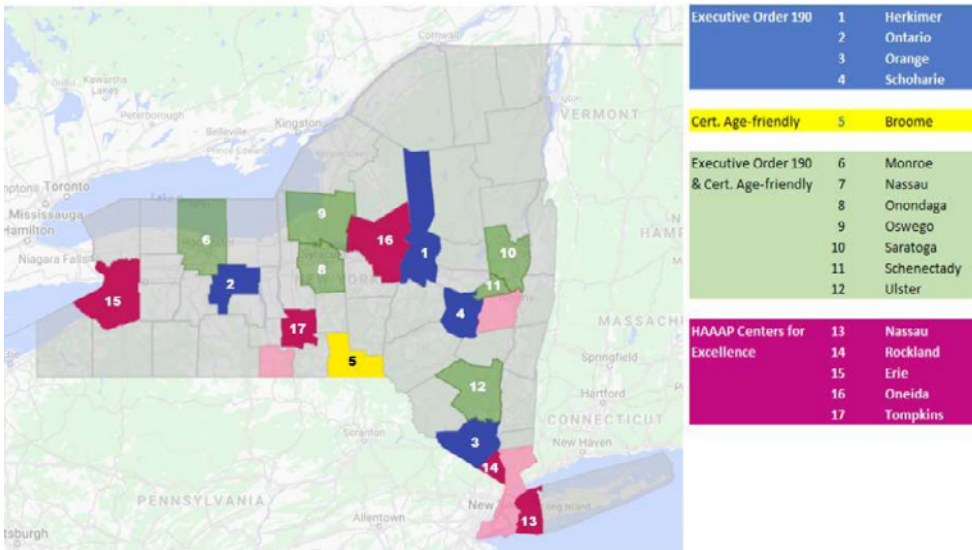 Cornwall
Kawartha
Lakes
Peterborough
Belleville
Kingston
VERMONT
Toronto
Mississauga
Hamilton
Niagara Falls
9
16
1
6
10
8
11
2
15
4
17
5
MASSACH
Springfield
12
Hartford
CONNECTICUT
Scranton
3
New Haven
14
PENNSYLVANIA
New
13
Allentown
tsburgh
Executive Order 190 1 Herkimer
2 Ontario
3 Orange
4 Schoharie
Cert. Age-friendly 5 Broome
Executive Order 190 6 Monroe
& Cert. Age-friendly 7 Nassau
8 Onondaga
9 Oswego
10 Saratoga
11 Schenectady
12 Ulster
HAAAP Centers for 13 Nassau
Excellence 14 Rockland
15 Erie
16 Oneida
17 Tompkins